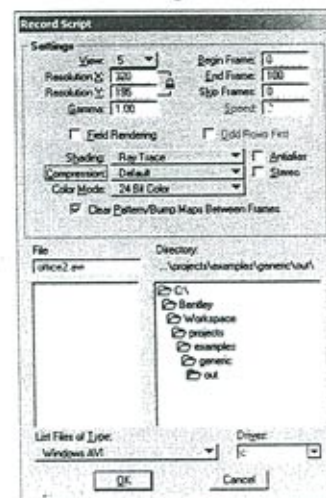 Record Script
Settings
View: 5
Begin Frame: 0
Resolution X: 320
End Frame: 100
Resolution Y: 195
Skip Frames: 0
Gamma: 1.00
Speed:
Field Rendering
Odd Rows First
Shading: Ray Trace
Antialias
Compression: Default
Stereo
Color Mode: 24 Bit Color
Clear Pattern/Bump Maps Between Frames
File
Directory:
office2.avi
...\projects\examples\generic\out\
C:\
Bentley
Workspace
projects
examples
generic
out
List Files of Type:
Drives:
Windows AVI
c
OK
Cancel